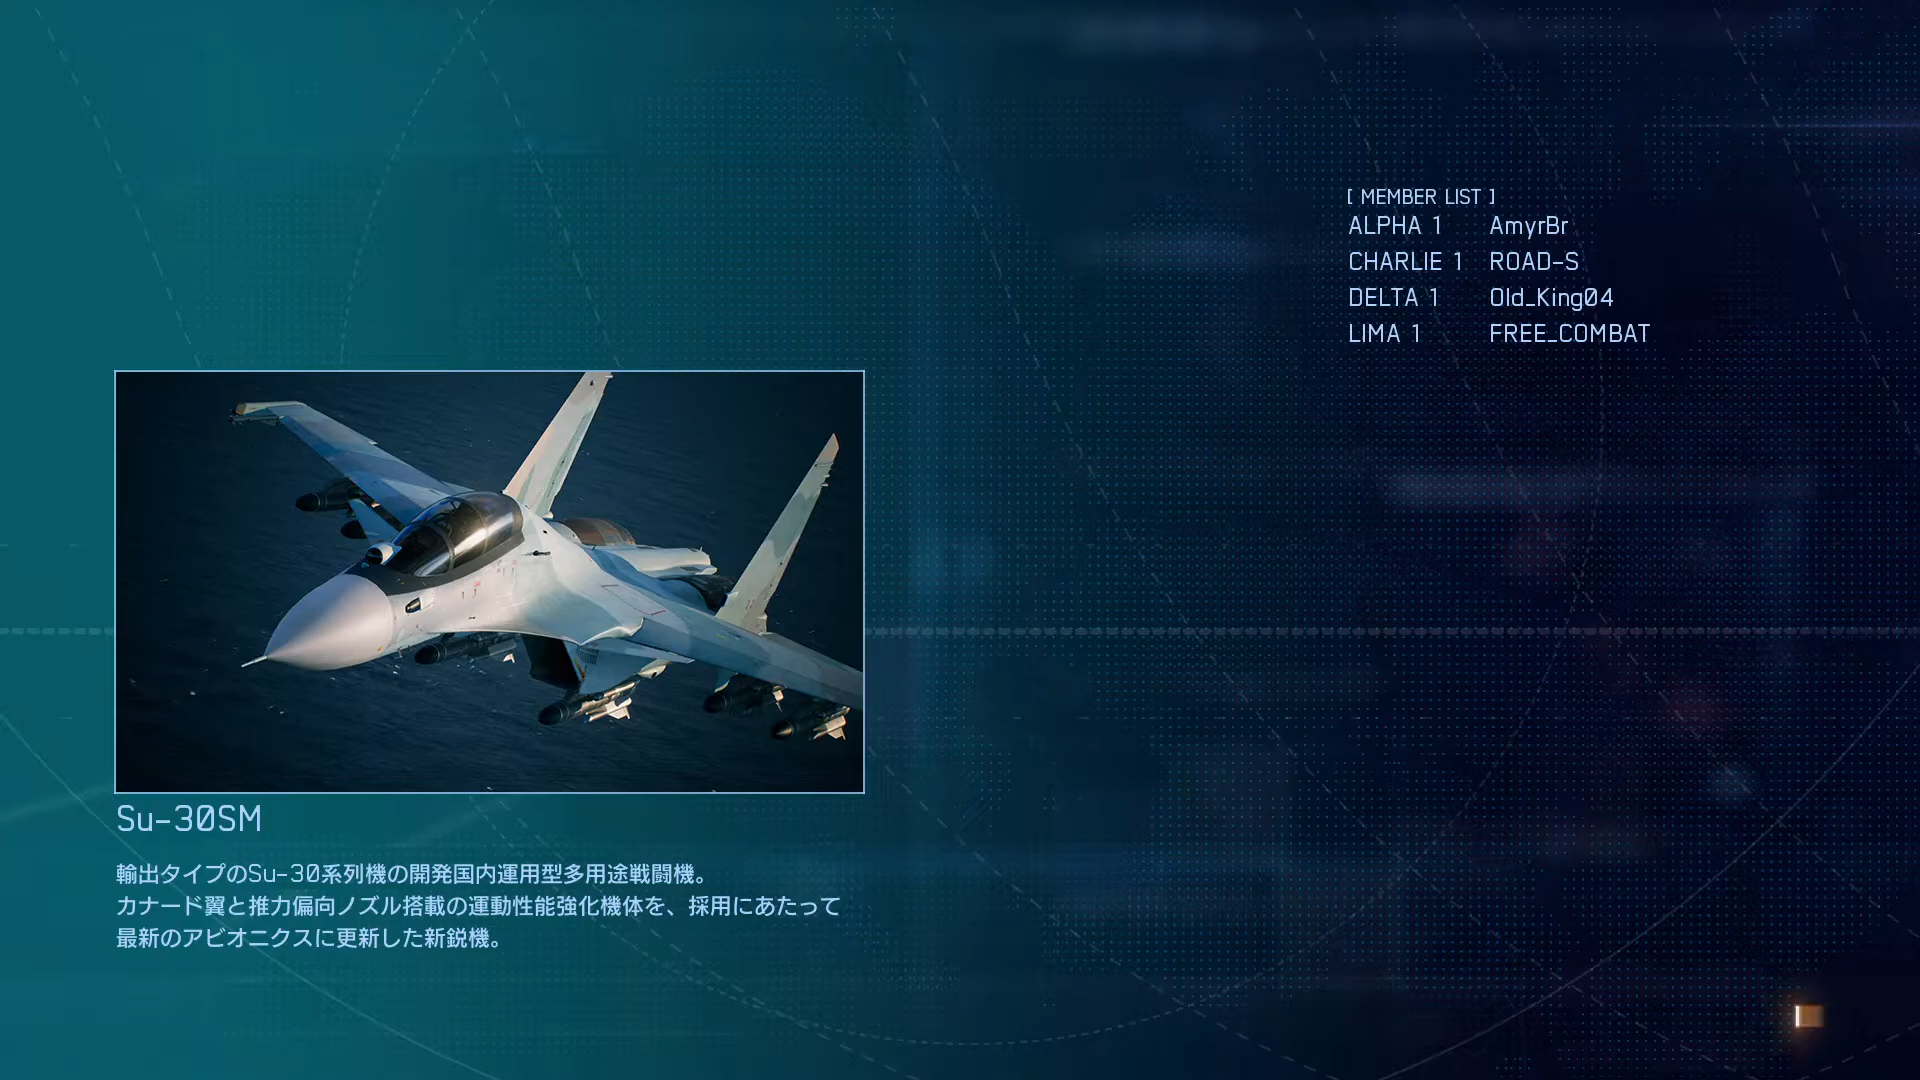 [ MEMBER LIST ]
ALPHA 1 AmyrBr
CHARLIE 1 ROAD-S
DELTA 1 Old_King04
LIMA 1 FREE_COMBAT
Su-30SM
輸出タイプのSu-30系列機の開発国内運用型多用途戦闘機。
カナード翼と推力偏向ノズル搭載の運動性能強化機体を、採用にあたって
最新のアビオニクスに更新した新鋭機。